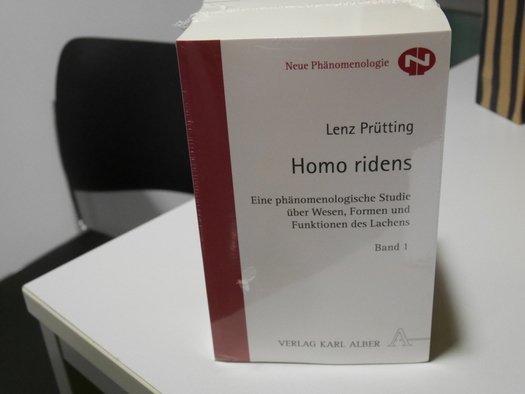 Neue Phänomenologie
Lenz Prütting
Homo ridens
Eine phänomenologische Studie
über Wesen, Formen und
Funktionen des Lachens
Band 1
VERLAG KARL ALBER